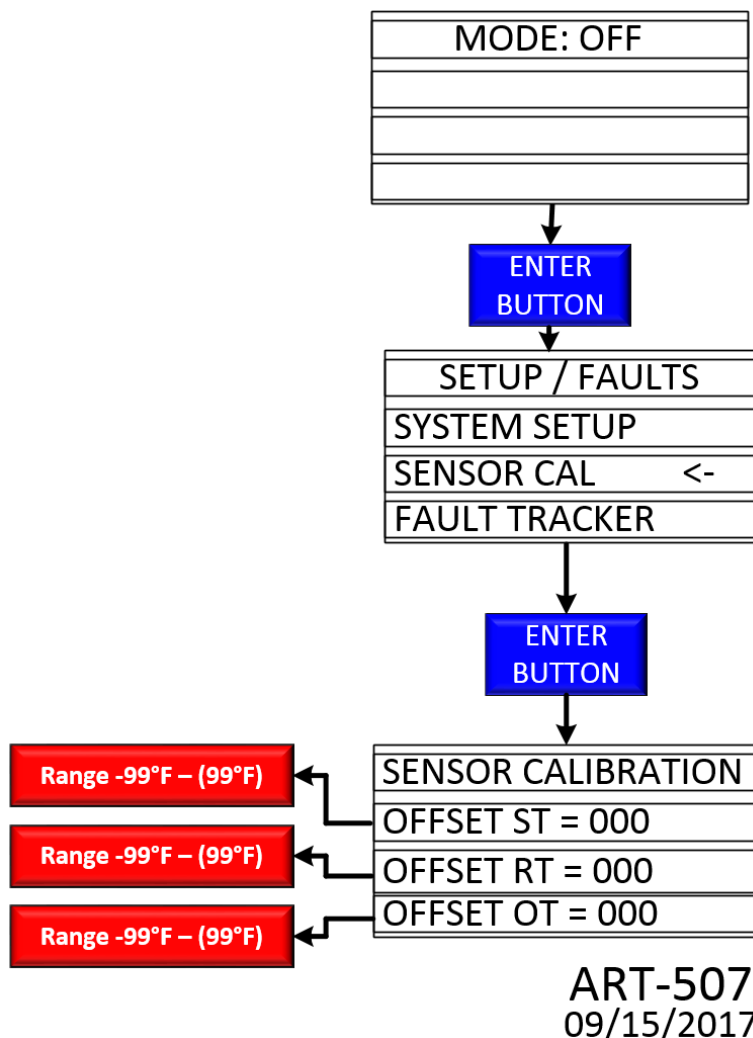 MODE: OFF
ENTER
BUTTON
SETUP / FAULTS
SYSTEM SETUP
SENSOR CAL <-
FAULT TRACKER
ENTER
BUTTON
SENSOR CALIBRATION
Range -99°F – (99°F)
OFFSET ST = 000
Range -99°F – (99°F)
OFFSET RT = 000
Range -99°F – (99°F)
OFFSET OT = 000
ART-507
09/15/2017